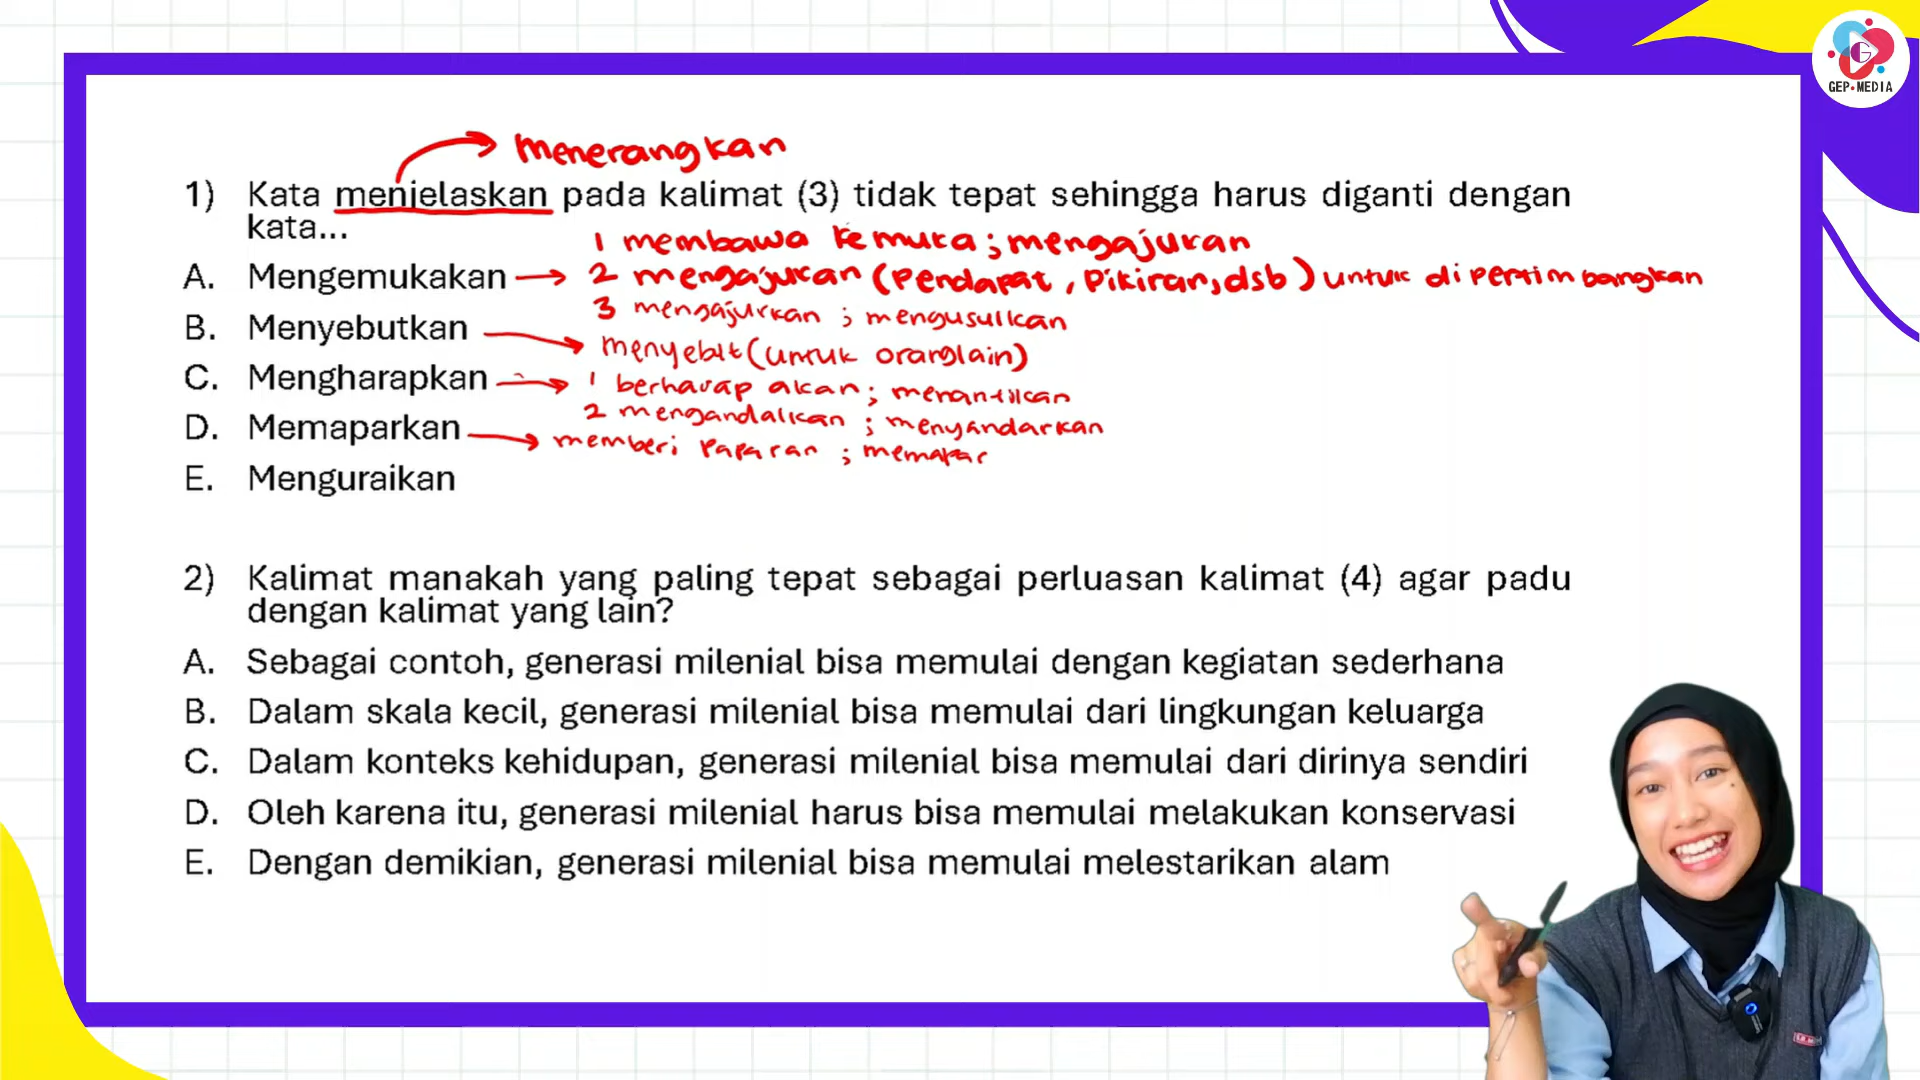 GEP•MEDIA
menerangkan
1) Kata menjelaskan pada kalimat (3) tidak tepat sehingga harus diganti dengan
kata...
1 membawa ke muka ; mengajukan
A. Mengemukakan → 2 mengajukan (Pendapat, Pikiran, dsb) untuk dipertimbangkan
3 mengajukan ; mengusulkan
B. Menyebutkan
menyebut (untuk orang lain)
C. Mengharapkan → 1 berharap akan ; menantikan
2 mengandalkan ; menyandarkan
D. Memaparkan → memberi paparan ; memapar
E. Menguraikan
2) Kalimat manakah yang paling tepat sebagai perluasan kalimat (4) agar padu
dengan kalimat yang lain?
A. Sebagai contoh, generasi milenial bisa memulai dengan kegiatan sederhana
B. Dalam skala kecil, generasi milenial bisa memulai dari lingkungan keluarga
C. Dalam konteks kehidupan, generasi milenial bisa memulai dari dirinya sendiri
D. Oleh karena itu, generasi milenial harus bisa memulai melakukan konservasi
E. Dengan demikian, generasi milenial bisa memulai melestarikan alam